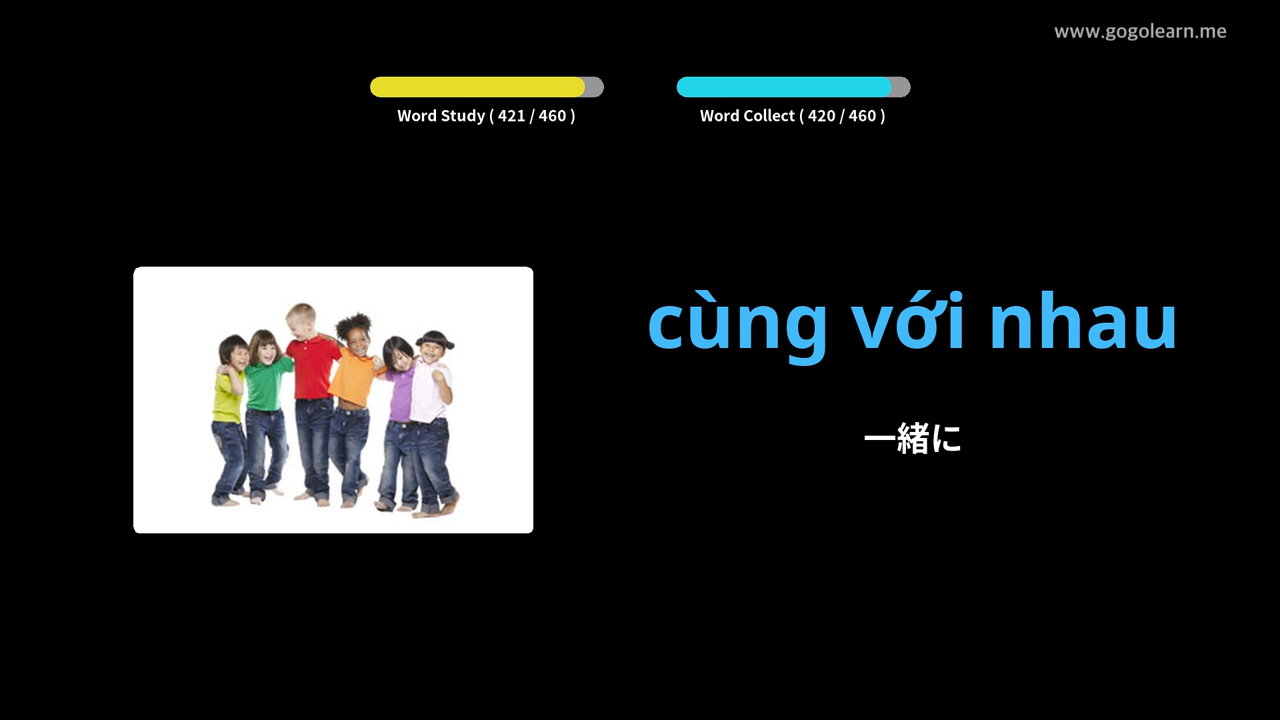 www.gogolearn.me
Word Study ( 421 / 460 )
Word Collect ( 420 / 460 )
cùng với nhau
一緒に